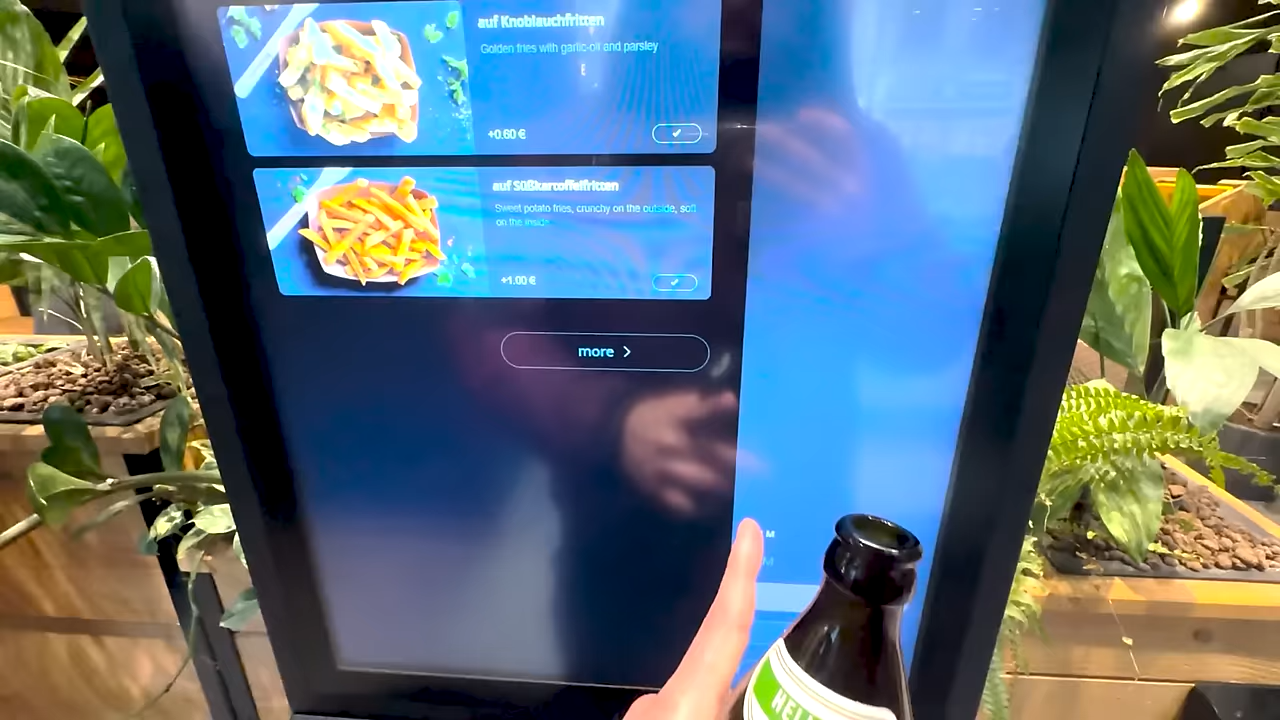 auf Knoblauchfritten
Golden fries with garlic-oil and parsley
E
+0.60 €
auf Süßkartoffelfritten
Sweet potato fries, crunchy on the outside, soft
on the inside
+1.00 €
more
M
M